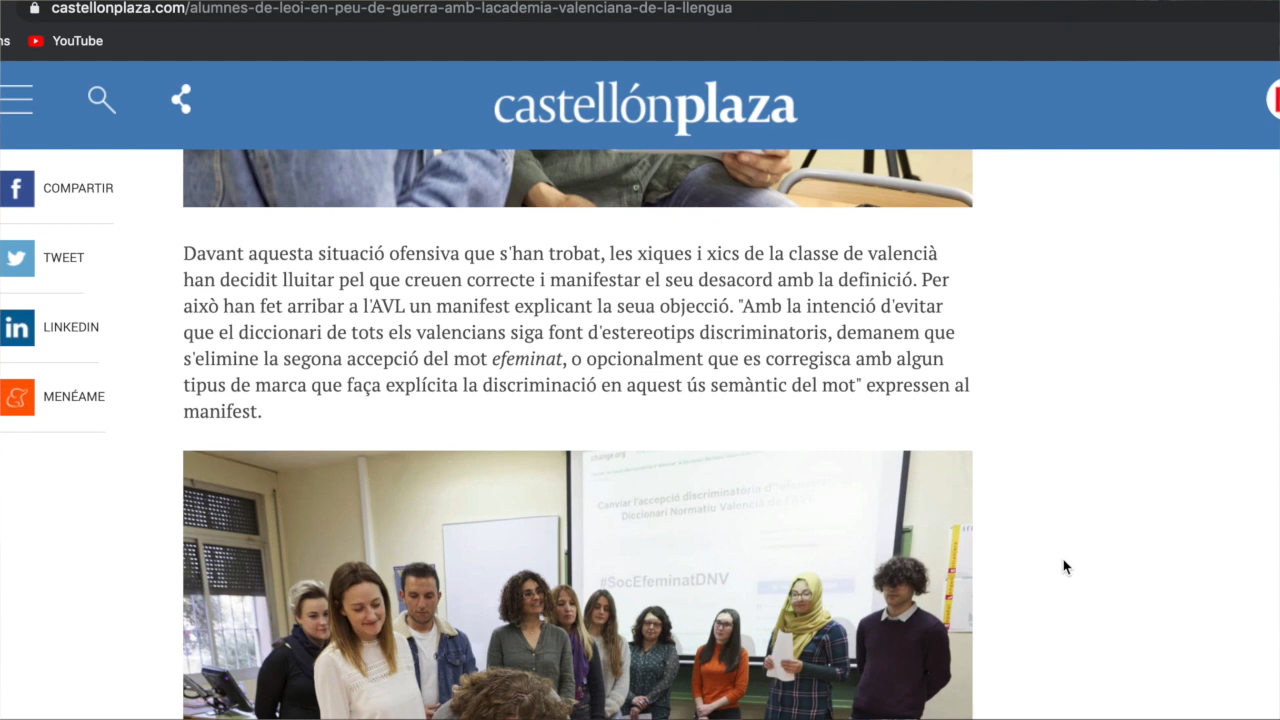 castellonplaza.com/alumnes-de-leoi-en-peu-de-guerra-amb-lacademia-valenciana-de-la-llengua
ns
YouTube
castellónplaza
COMPARTIR
TWEET
LINKEDIN
MENÉAME
Davant aquesta situació ofensiva que s'han trobat, les xiques i xics de la classe de valencià
han decidit lluitar pel que creuen correcte i manifestar el seu desacord amb la definició. Per
això han fet arribar a l'AVL un manifest explicant la seua objecció. "Amb la intenció d'evitar
que el diccionari de tots els valencians siga font d'estereotips discriminatoris, demanem que
s'elimine la segona accepció del mot efeminat, o opcionalment que es corregisca amb algun
tipus de marca que faça explícita la discriminació en aquest ús semàntic del mot" expressen al
manifest.
change.org
Canviar l'accepció discriminatòria
Diccionari Normatiu Valencià de
#SocEfeminatDNV